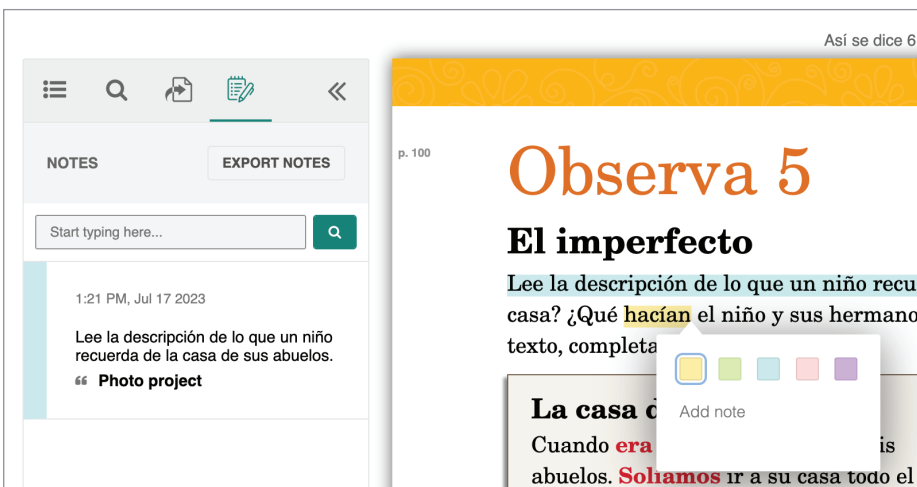 Así se dice 6
NOTES
EXPORT NOTES
Start typing here...
1:21 PM, Jul 17 2023
Lee la descripción de lo que un niño
recuerda de la casa de sus abuelos.
Photo project
p. 100
Observa 5
El imperfecto
Lee la descripción de lo que un niño recu
casa? ¿Qué hacían el niño y sus hermano
texto, completa
Add note
La casa d
Cuando era is
abuelos. Solíamos ir a su casa todo el